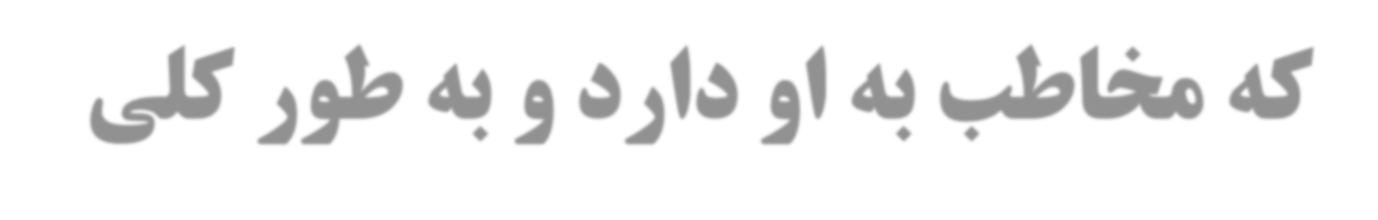 که مخاطب به او دارد و به طور کلی